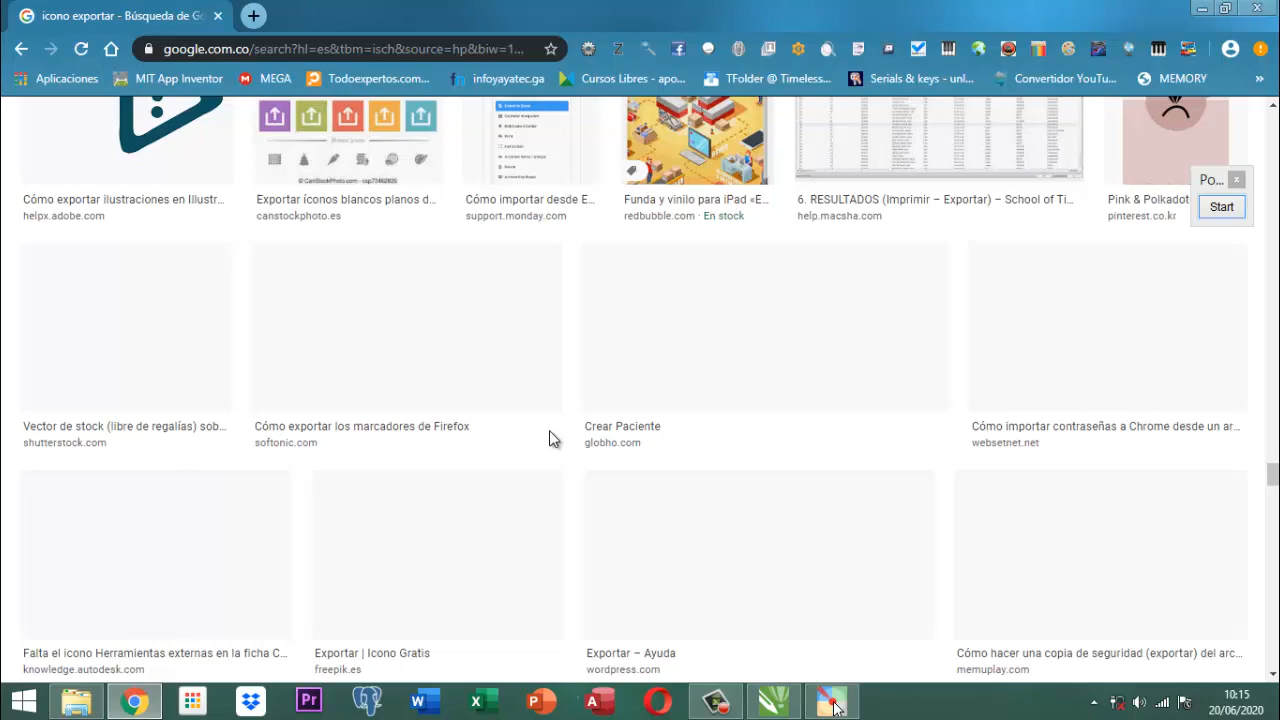 icono exportar - Búsqueda de Go
google.com.co/search?hl=es&tbm=isch&source=hp&biw=1...
Aplicaciones
MIT App Inventor
MEGA
Todoexpertos.com...
infoyayatec.ga
Cursos Libres - apo...
TFolder @ Timeless...
Serials & keys - unl...
Convertidor YouTu...
MEMORY
»
© CanStockPhoto.com
Cómo exportar ilustraciones en Illustr...
helpx.adobe.com
Exportar íconos blancos planos d...
canstockphoto.es
Cómo importar desde E...
support.monday.com
Funda y vinilo para iPad «E...
redbubble.com · En stock
6. RESULTADOS (Imprimir – Exportar) – School of Ti...
help.macsha.com
Pink & Polkadot
pinterest.co.kr
Po...
Start
Vector de stock (libre de regalías) sob...
shutterstock.com
Cómo exportar los marcadores de Firefox
softonic.com
Crear Paciente
globho.com
Cómo importar contraseñas a Chrome desde un ar...
websetnet.net
Falta el icono Herramientas externas en la ficha C...
knowledge.autodesk.com
Exportar | Icono Gratis
freepik.es
Exportar – Ayuda
wordpress.com
Cómo hacer una copia de seguridad (exportar) del arc...
memuplay.com
10:15
20/06/2020